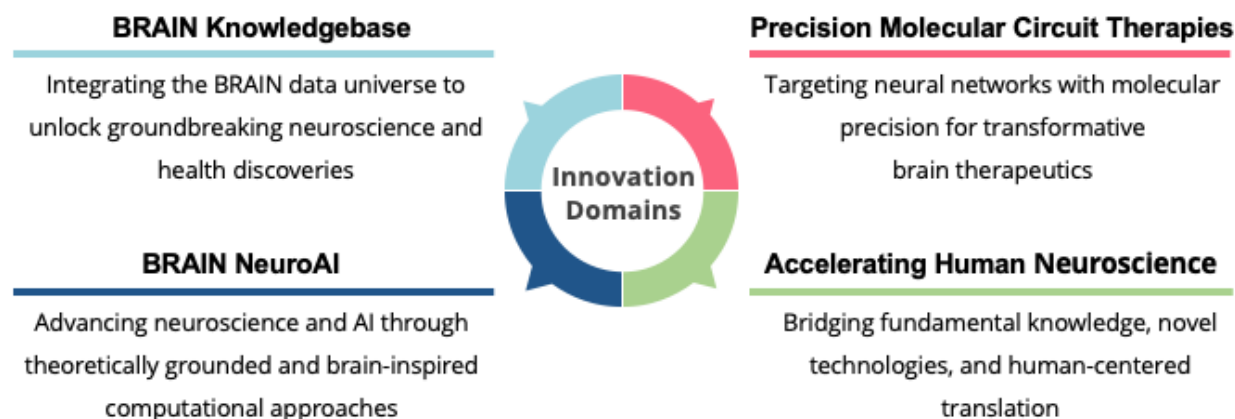 BRAIN Knowledgebase
Integrating the BRAIN data universe to
unlock groundbreaking neuroscience and
health discoveries
Precision Molecular Circuit Therapies
Targeting neural networks with molecular
precision for transformative
brain therapeutics
Innovation
Domains
BRAIN NeuroAI
Advancing neuroscience and AI through
theoretically grounded and brain-inspired
computational approaches
Accelerating Human Neuroscience
Bridging fundamental knowledge, novel
technologies, and human-centered
translation